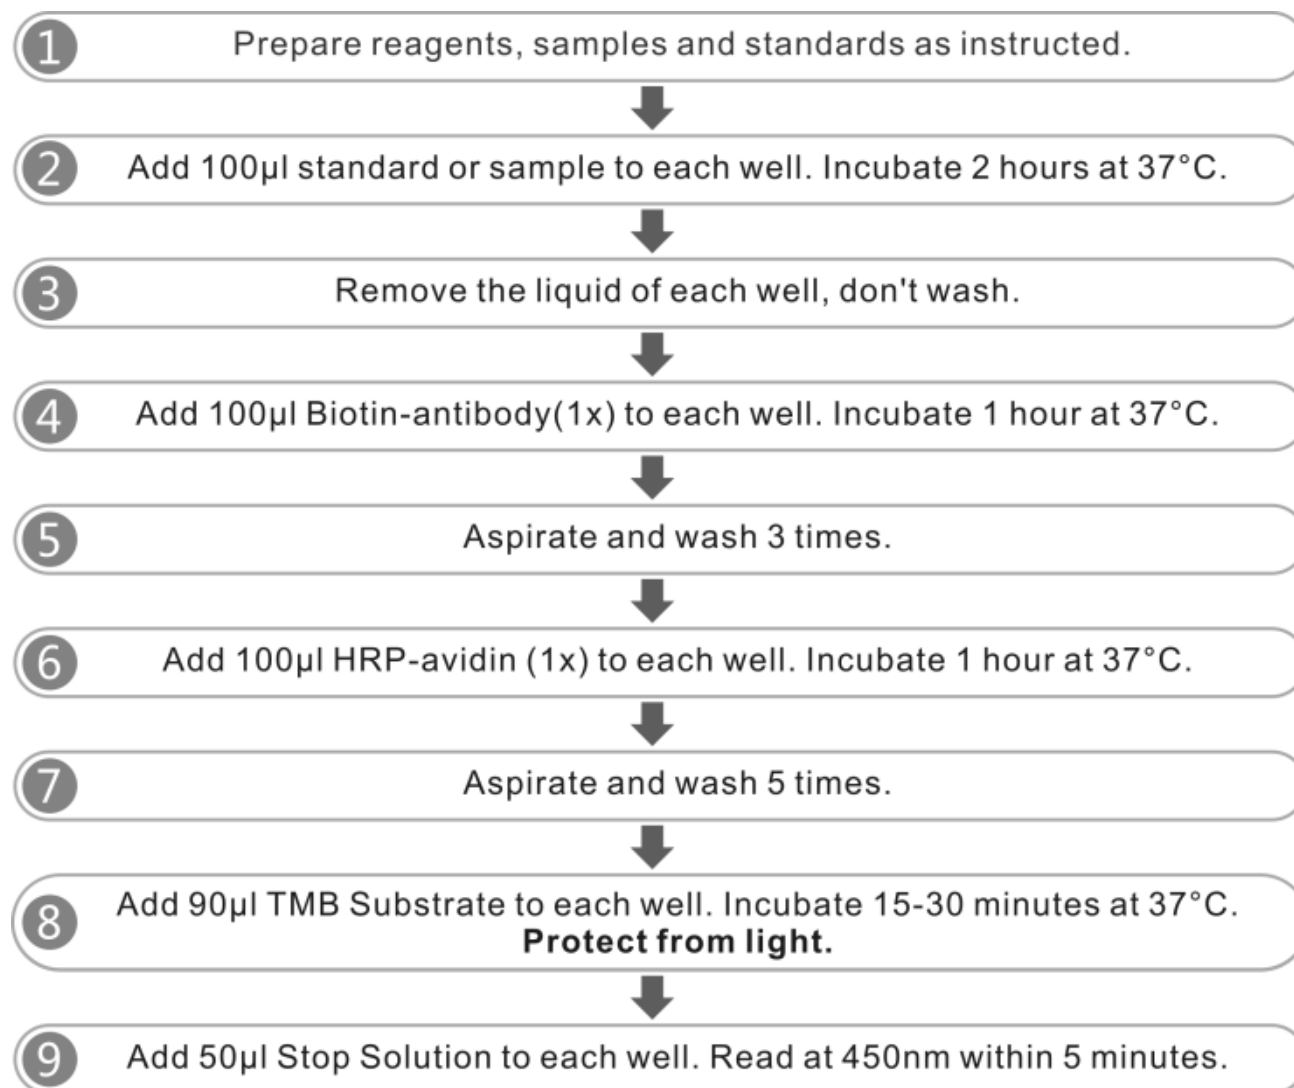 1 Prepare reagents, samples and standards as instructed.
2 Add 100µl standard or sample to each well. Incubate 2 hours at 37°C.
3 Remove the liquid of each well, don't wash.
4 Add 100µl Biotin-antibody(1x) to each well. Incubate 1 hour at 37°C.
5 Aspirate and wash 3 times.
6 Add 100µl HRP-avidin (1x) to each well. Incubate 1 hour at 37°C.
7 Aspirate and wash 5 times.
8 Add 90µl TMB Substrate to each well. Incubate 15-30 minutes at 37°C.
Protect from light.
9 Add 50µl Stop Solution to each well. Read at 450nm within 5 minutes.